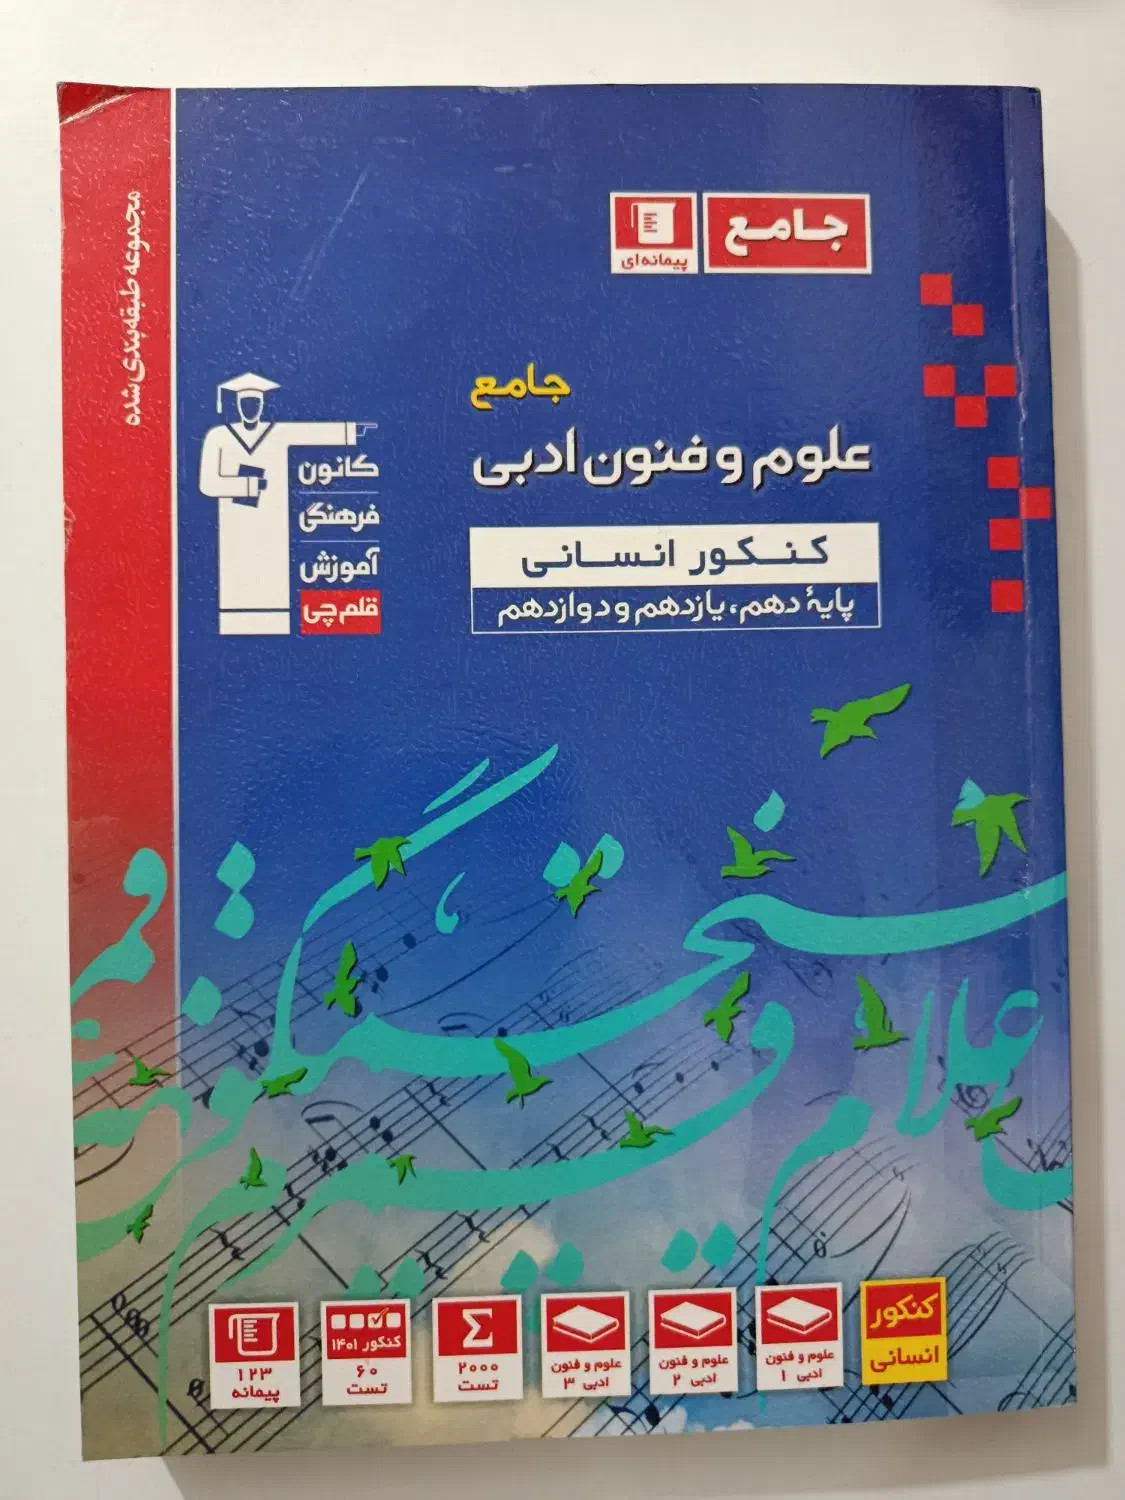 مجموعه طبقه‌بندی شده
جامع
پیمانه‌ای
جامع
علوم و فنون ادبی
کنکور انسانی
پایهٔ دهم، یازدهم و دوازدهم
کانون
فرهنگی
آموزش
قلم‌چی
کنکور
انسانی
علوم و فنون
ادبی ۱
علوم و فنون
ادبی ۲
علوم و فنون
ادبی ۳
Σ
۲۰۰۰
تست
کنکور ۱۴۰۱
۶۰
تست
۱۲۳
پیمانه